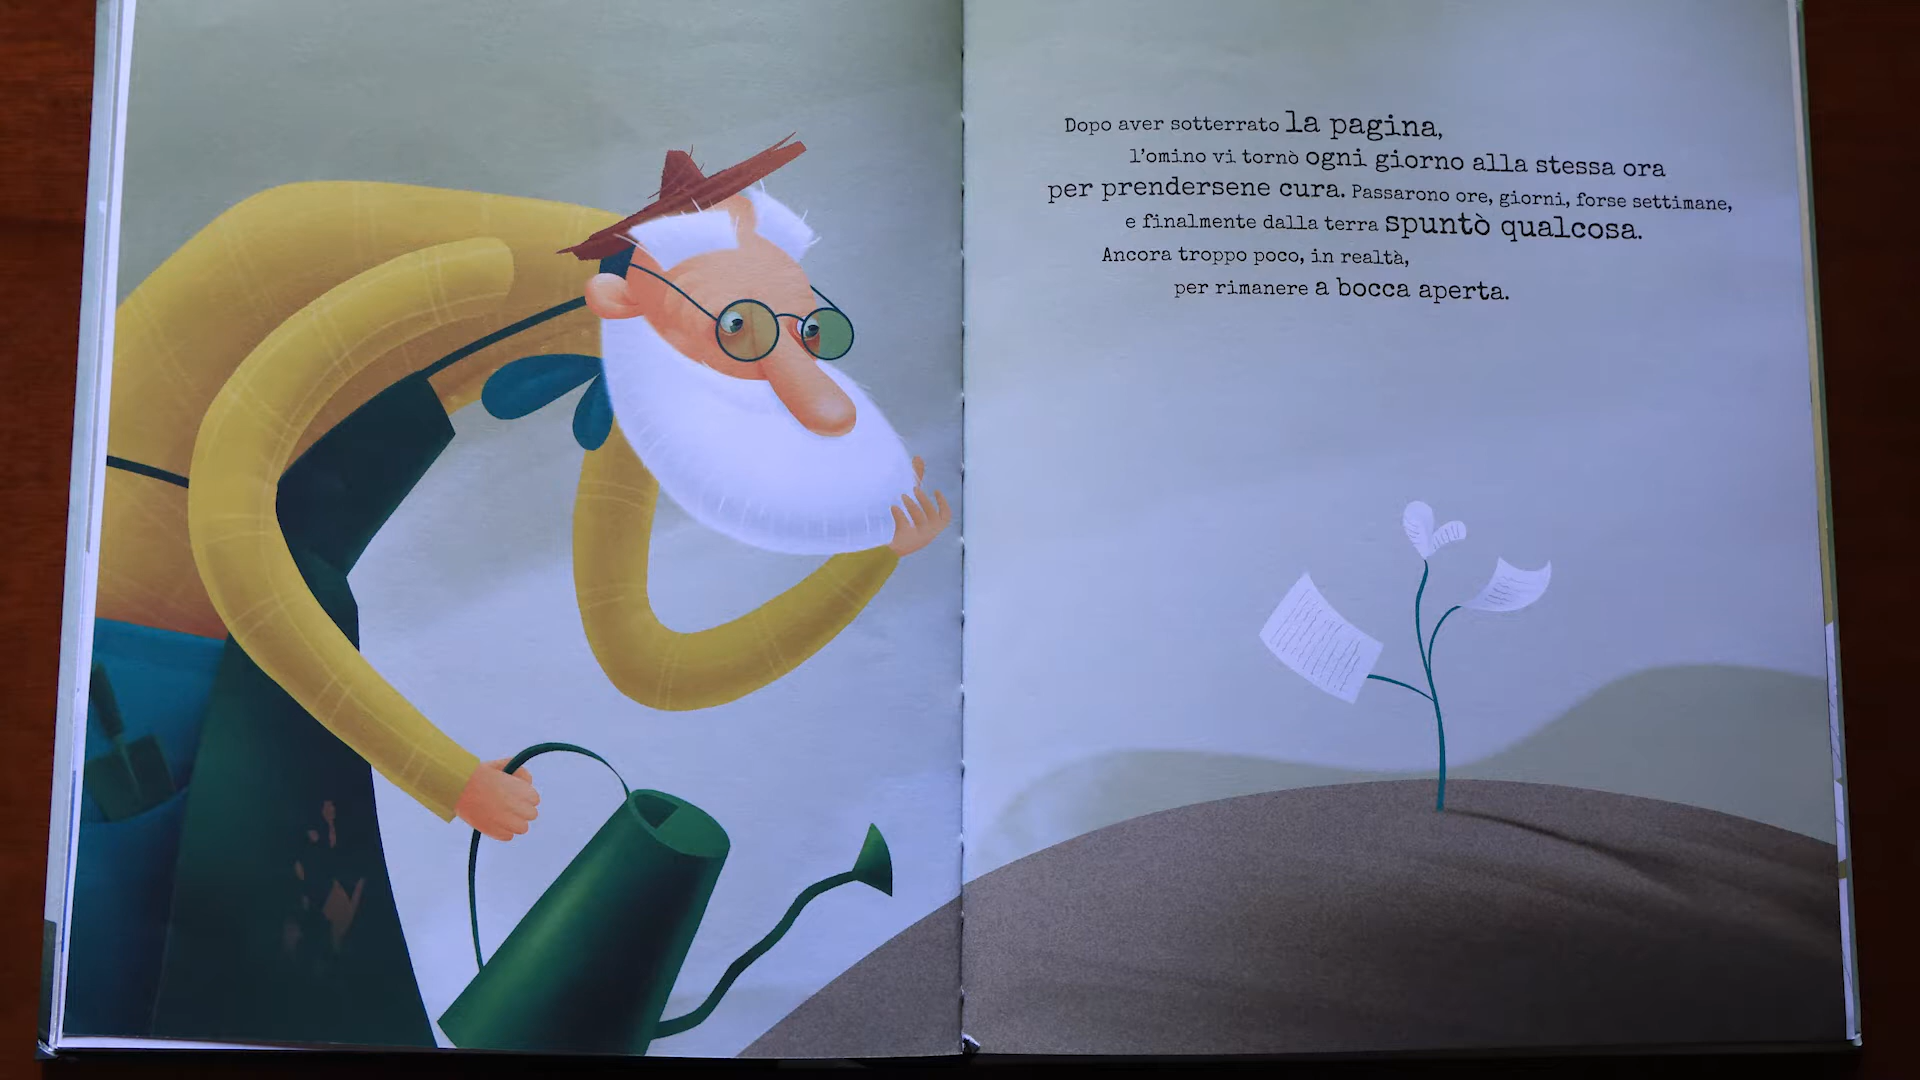 Dopo aver sotterrato la pagina,
l'omino vi tornò ogni giorno alla stessa ora
per prendersene cura. Passarono ore, giorni, forse settimane,
e finalmente dalla terra spuntò qualcosa.
Ancora troppo poco, in realtà,
per rimanere a bocca aperta.